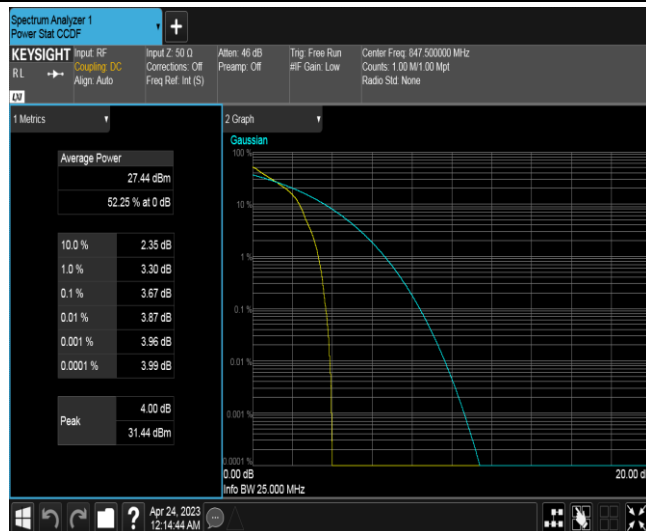 Spectrum Analyzer 1
Power Stat CCDF
+
KEYSIGHT
RL
LXI
Input: RF
Coupling: DC
Align: Auto
Input Z: 50 Ω
Corrections: Off
Freq Ref: Int (S)
Atten: 46 dB
Preamp: Off
Trig: Free Run
#IF Gain: Low
Center Freq: 847.500000 MHz
Counts: 1.00 M/1.00 Mpt
Radio Std: None
1 Metrics
Average Power
27.44 dBm
52.25 % at 0 dB
10.0 % 2.35 dB
1.0 % 3.30 dB
0.1 % 3.67 dB
0.01 % 3.87 dB
0.001 % 3.96 dB
0.0001 % 3.99 dB
Peak
4.00 dB
31.44 dBm
2 Graph
Gaussian
100 %
10 %
1 %
0.1 %
0.01 %
0.001 %
0.0001 %
0.00 dB
20.00 d
Info BW 25.000 MHz
?
Apr 24, 2023
12:14:44 AM